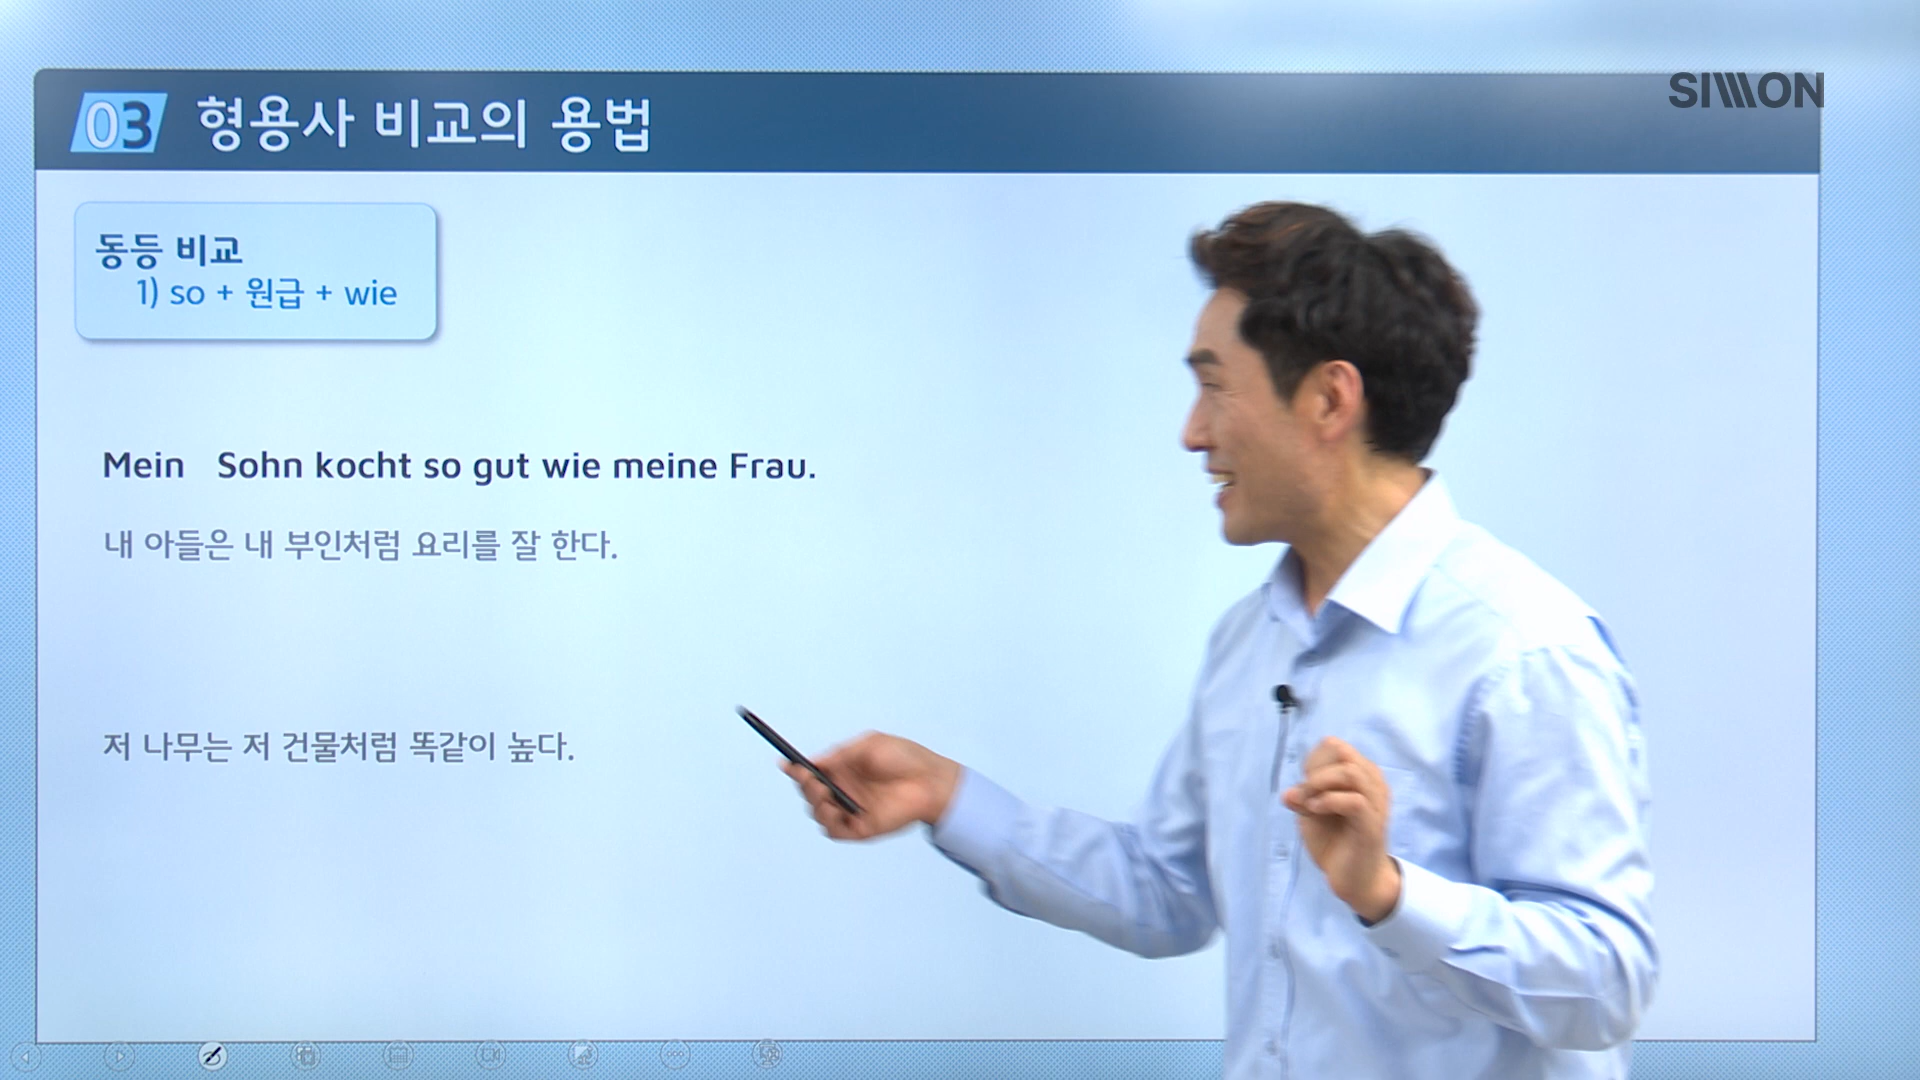 SIWON
03 형용사 비교의 용법
동등 비교
1) so + 원급 + wie
Mein Sohn kocht so gut wie meine Frau.
내 아들은 내 부인처럼 요리를 잘 한다.
저 나무는 저 건물처럼 똑같이 높다.